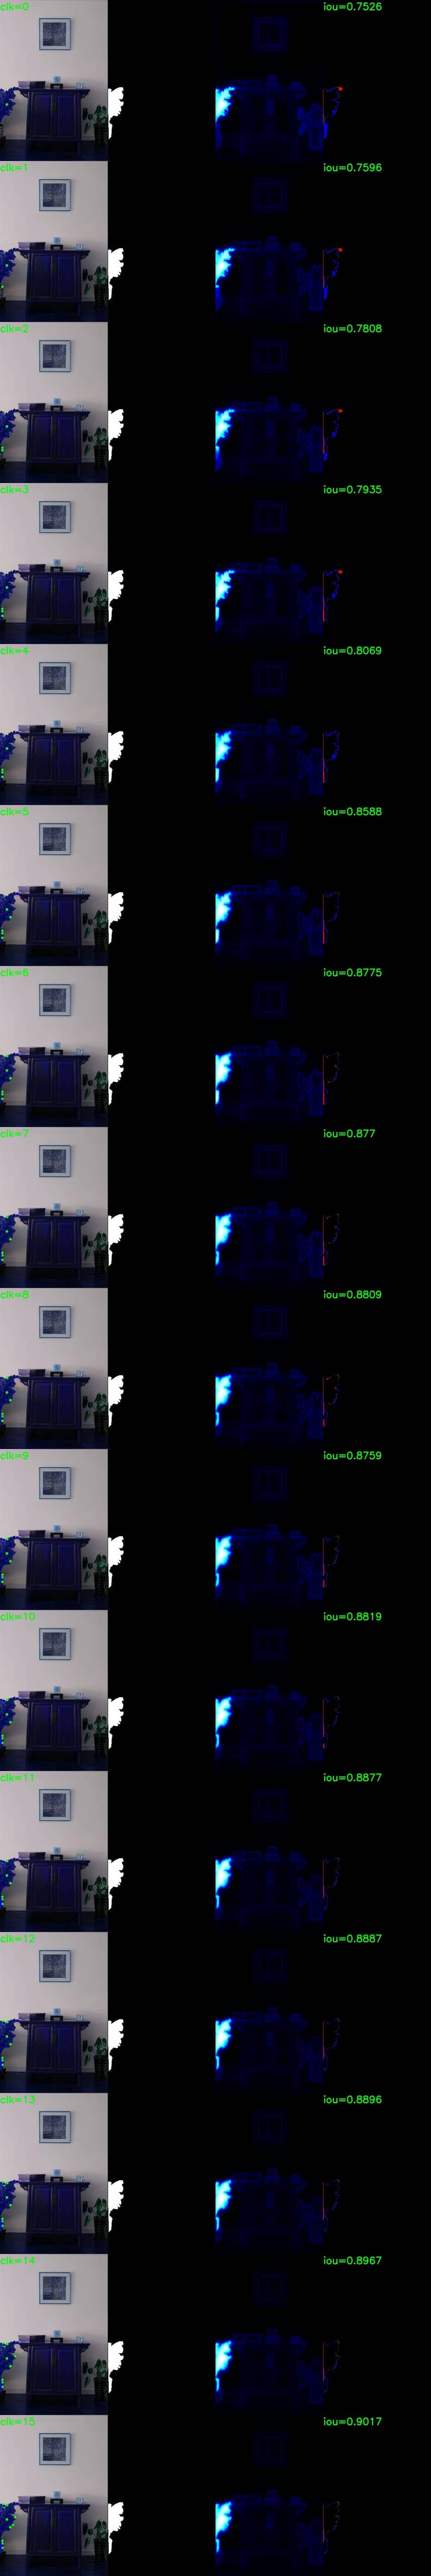 clk=0 iou=0.7526
clk=1 iou=0.7596
clk=2 iou=0.7808
clk=3 iou=0.7935
clk=4 iou=0.8069
clk=5 iou=0.8588
clk=6 iou=0.8775
clk=7 iou=0.877
clk=8 iou=0.8809
clk=9 iou=0.8759
clk=10 iou=0.8819
clk=11 iou=0.8877
clk=12 iou=0.8887
clk=13 iou=0.8896
clk=14 iou=0.8967
clk=15 iou=0.9017